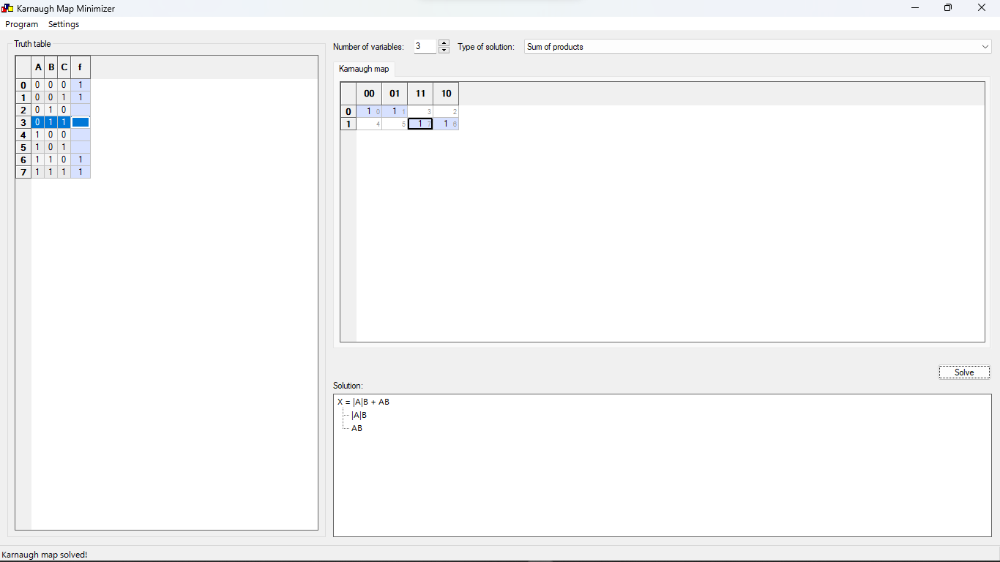 Karnaugh Map Minimizer
Program Settings
Truth table
A B C f
0 0 0 0 1
1 0 0 1 1
2 0 1 0
3 0 1 1
4 1 0 0
5 1 0 1
6 1 1 0 1
7 1 1 1 1
Number of variables: 3 Type of solution: Sum of products
Karnaugh map
00 01 11 10
0 1 0 1 1 3 2
1 4 5 1 7 1 6
Solve
Solution:
X = |A|B + AB
|A|B
AB
Karnaugh map solved!